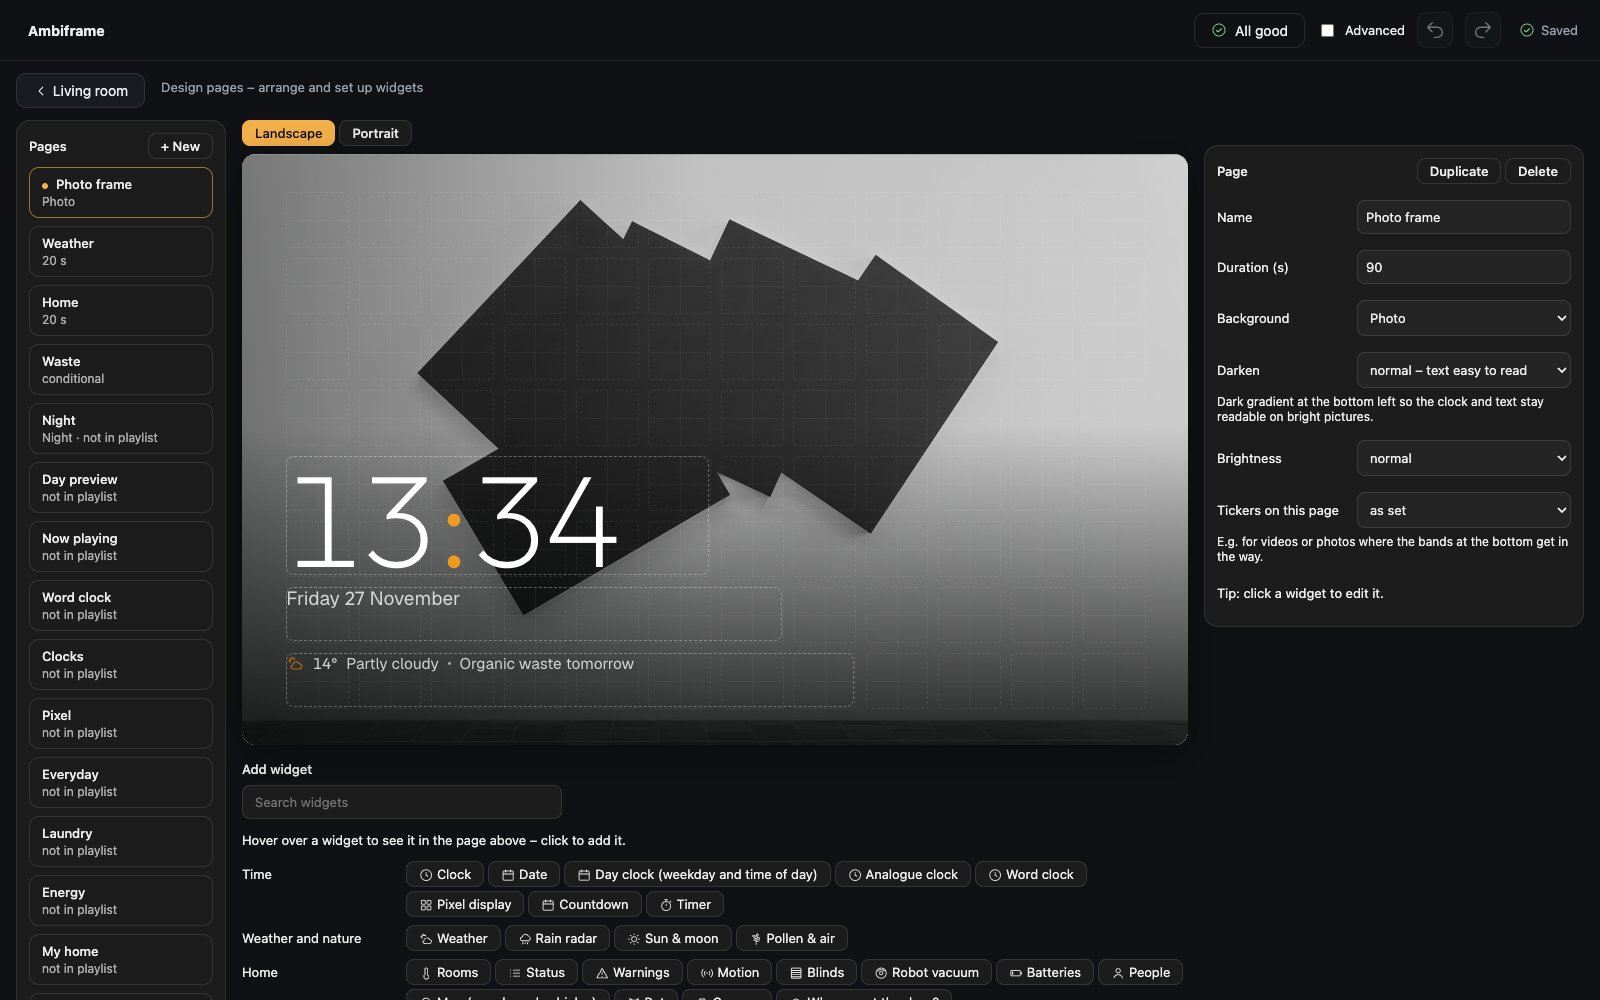 Ambiframe
All good
Advanced
Saved
Living room
Design pages – arrange and set up widgets
Pages
+ New
Photo frame
Photo
Weather
20 s
Home
20 s
Waste
conditional
Night
Night · not in playlist
Day preview
not in playlist
Now playing
not in playlist
Word clock
not in playlist
Clocks
not in playlist
Pixel
not in playlist
Everyday
not in playlist
Laundry
not in playlist
Energy
not in playlist
My home
not in playlist
Landscape
Portrait
13:34
Friday 27 November
14° Partly cloudy • Organic waste tomorrow
Add widget
Search widgets
Hover over a widget to see it in the page above – click to add it.
Time
Clock
Date
Day clock (weekday and time of day)
Analogue clock
Word clock
Pixel display
Countdown
Timer
Weather and nature
Weather
Rain radar
Sun & moon
Pollen & air
Home
Rooms
Status
Warnings
Motion
Blinds
Robot vacuum
Batteries
People
Page
Duplicate
Delete
Name
Photo frame
Duration (s)
90
Background
Photo
Darken
normal – text easy to read
Dark gradient at the bottom left so the clock and text stay
readable on bright pictures.
Brightness
normal
Tickers on this page
as set
E.g. for videos or photos where the bands at the bottom get in
the way.
Tip: click a widget to edit it.